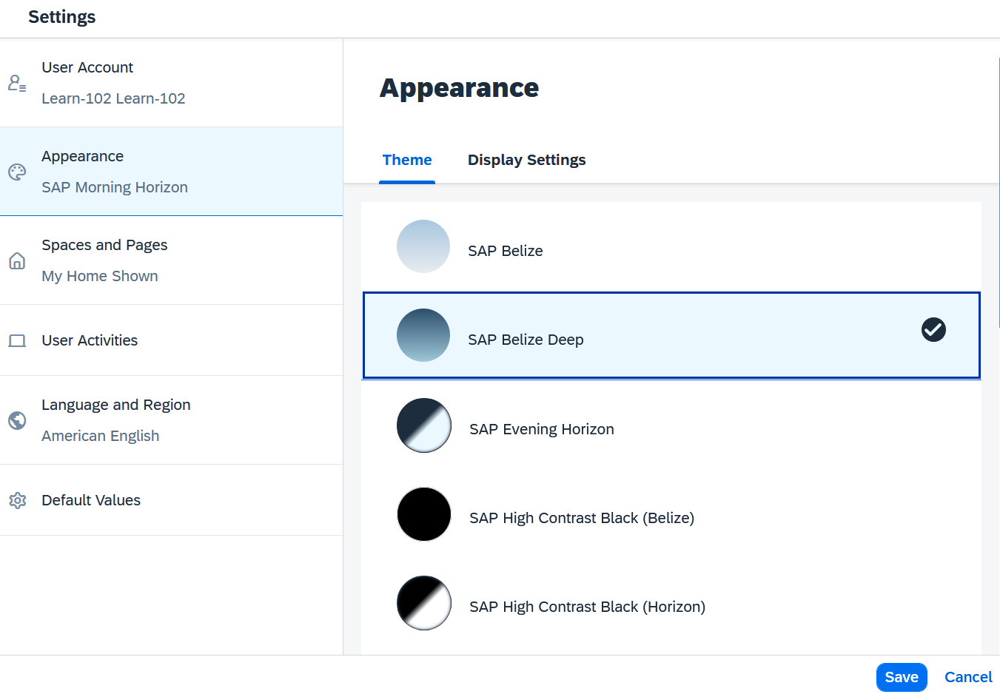 Settings
User Account
Learn-102 Learn-102
Appearance
SAP Morning Horizon
Spaces and Pages
My Home Shown
User Activities
Language and Region
American English
Default Values
Appearance
Theme
Display Settings
SAP Belize
SAP Belize Deep
SAP Evening Horizon
SAP High Contrast Black (Belize)
SAP High Contrast Black (Horizon)
Save
Cancel